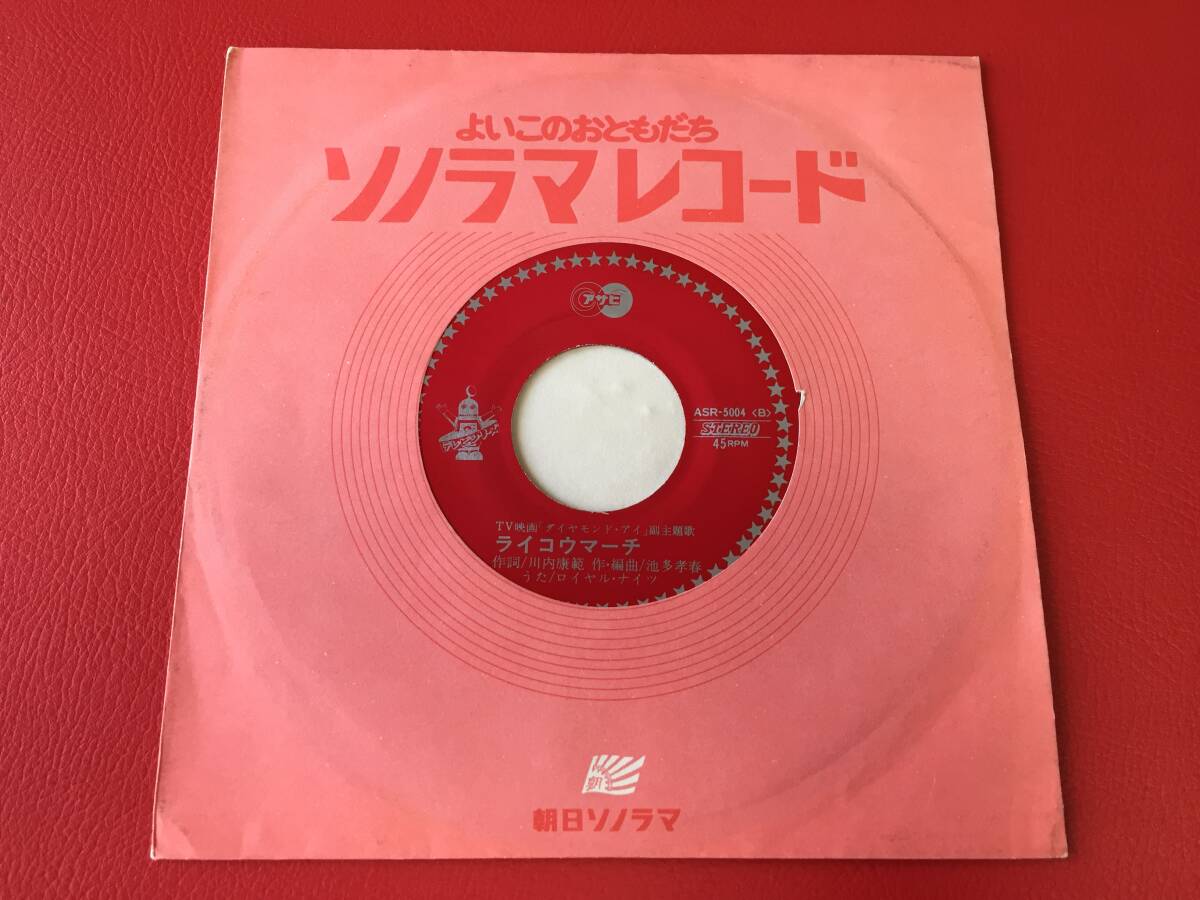 よいこのおともだち
ソノラマレコード
アサヒ
ASR-5004 〈B〉
STEREO
45RPM
TV映画「ダイヤモンド・アイ」副主題歌
ライコウマーチ
作詞/川内康範 作・編曲/池多孝春
うた/ロイヤル・ナイツ
朝日ソノラマ